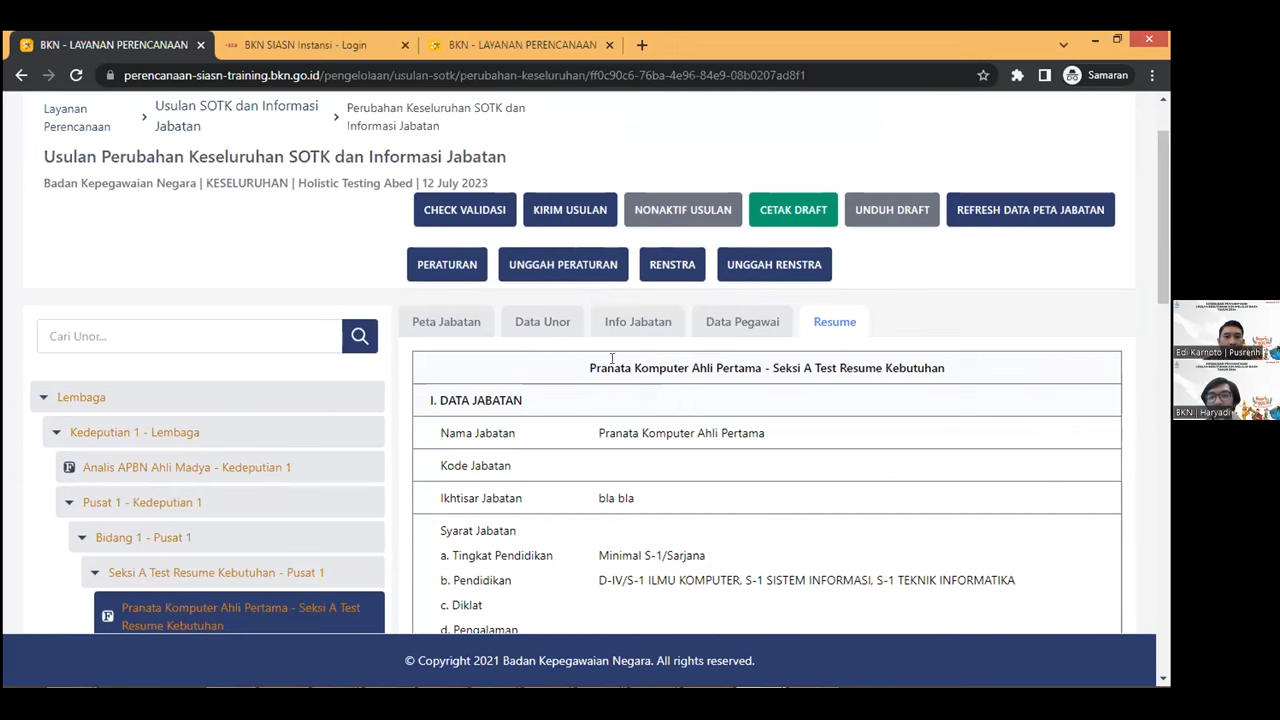 BKN - LAYANAN PERENCANAAN
BKN SIASN Instansi - Login
BKN - LAYANAN PERENCANAAN
perencanaan-siasn-training.bkn.go.id/pengelolaan/usulan-sotk/perubahan-keseluruhan/ff0c90c6-76ba-4e96-84e9-08b0207ad8f1
Samaran
Layanan
Perencanaan
Usulan SOTK dan Informasi
Jabatan
Perubahan Keseluruhan SOTK dan
Informasi Jabatan
Usulan Perubahan Keseluruhan SOTK dan Informasi Jabatan
Badan Kepegawaian Negara | KESELURUHAN | Holistic Testing Abed | 12 July 2023
CHECK VALIDASI
KIRIM USULAN
NONAKTIF USULAN
CETAK DRAFT
UNDUH DRAFT
REFRESH DATA PETA JABATAN
PERATURAN
UNGGAH PERATURAN
RENSTRA
UNGGAH RENSTRA
Cari Unor...
Lembaga
Kedeputian 1 - Lembaga
Analis APBN Ahli Madya - Kedeputian 1
Pusat 1 - Kedeputian 1
Bidang 1 - Pusat 1
Seksi A Test Resume Kebutuhan - Pusat 1
Pranata Komputer Ahli Pertama - Seksi A Test
Resume Kebutuhan
Peta Jabatan
Data Unor
Info Jabatan
Data Pegawai
Resume
Pranata Komputer Ahli Pertama - Seksi A Test Resume Kebutuhan
I. DATA JABATAN
Nama Jabatan Pranata Komputer Ahli Pertama
Kode Jabatan
Ikhtisar Jabatan bla bla
Syarat Jabatan
a. Tingkat Pendidikan Minimal S-1/Sarjana
b. Pendidikan D-IV/S-1 ILMU KOMPUTER, S-1 SISTEM INFORMASI, S-1 TEKNIK INFORMATIKA
c. Diklat
d. Pengalaman
© Copyright 2021 Badan Kepegawaian Negara. All rights reserved.
Edi Karnoto | Pusrenh
BKN | Haryadi